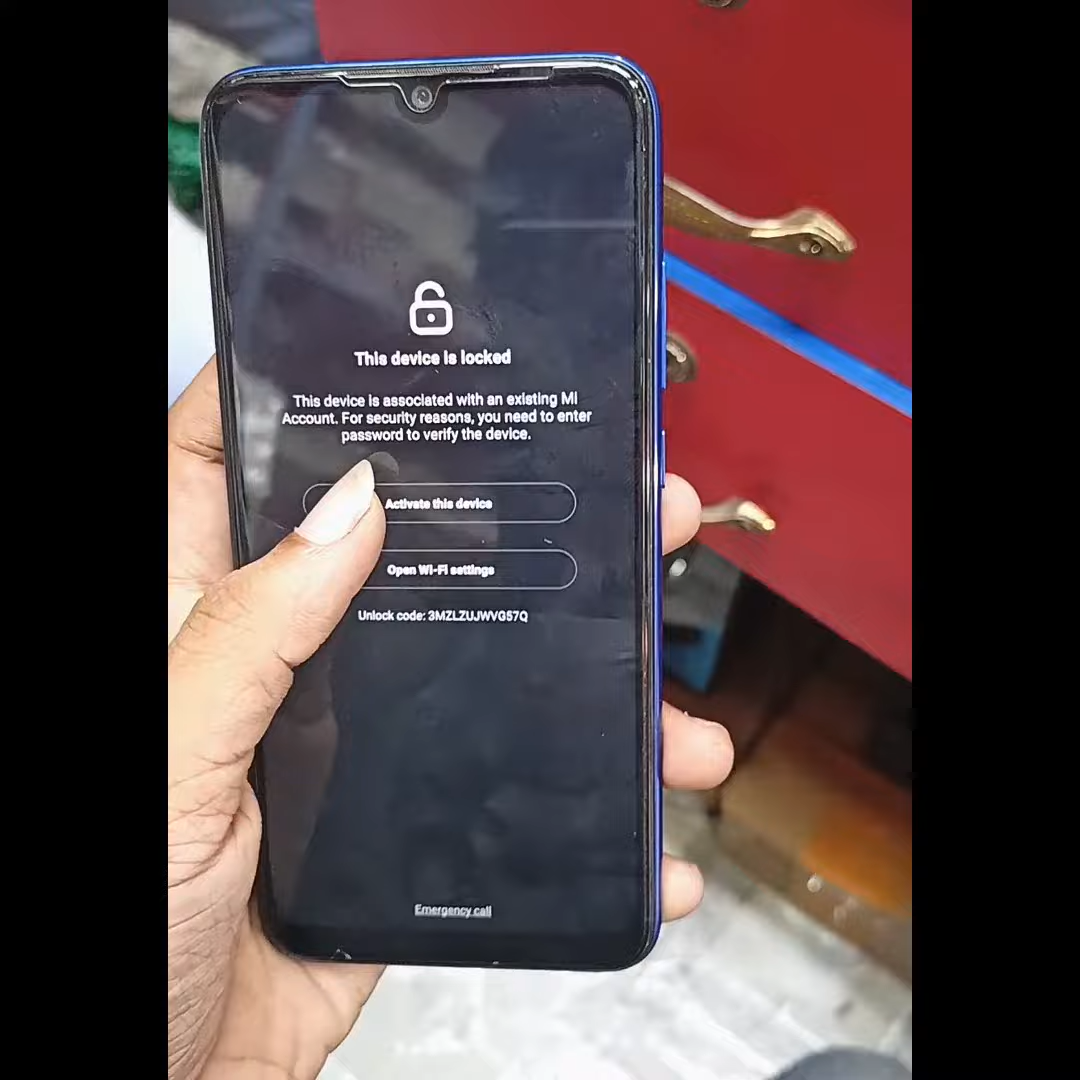 This device is locked
This device is associated with an existing Mi
Account. For security reasons, you need to enter
password to verify the device.
Activate this device
Open Wi-Fi settings
Unlock code: 3MZLZUJWVG57Q
Emergency call